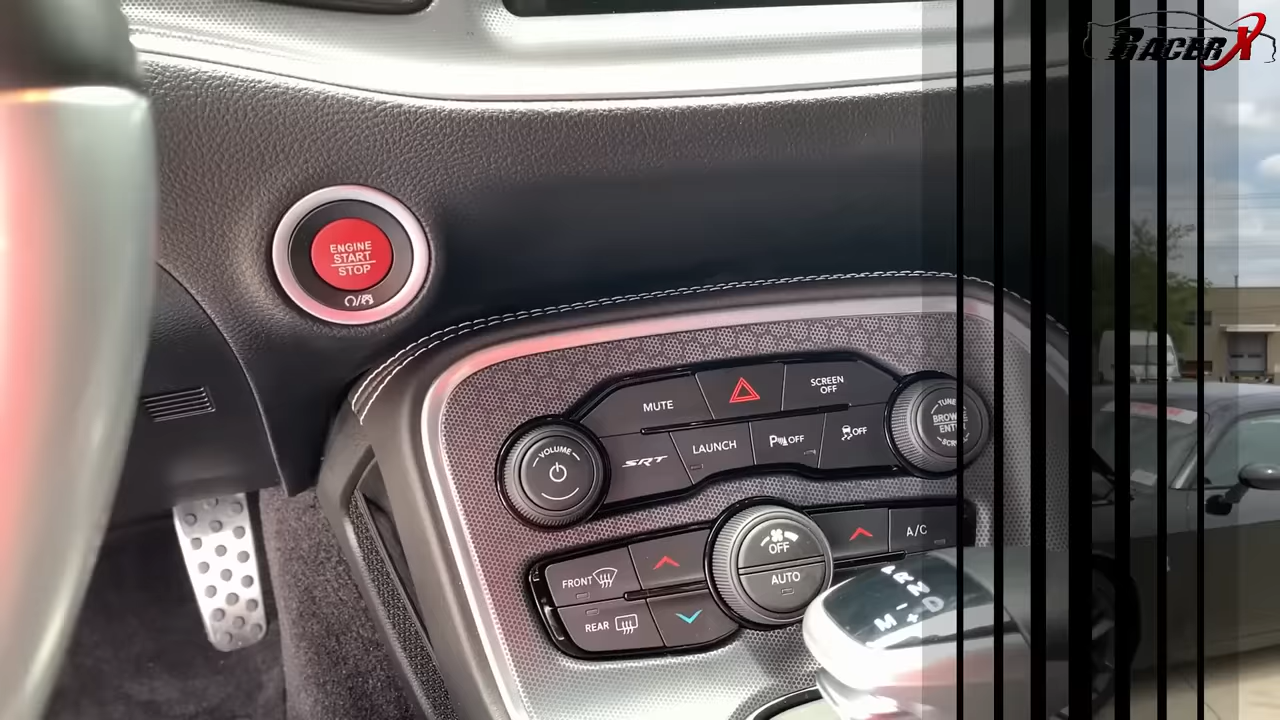 RACER X
ENGINE
START
STOP
MUTE
SCREEN
OFF
VOLUME
SRT
LAUNCH
P OFF
OFF
TUNE
BROWSE
ENTER
OFF
AUTO
A/C
FRONT
REAR
R
N
D
M